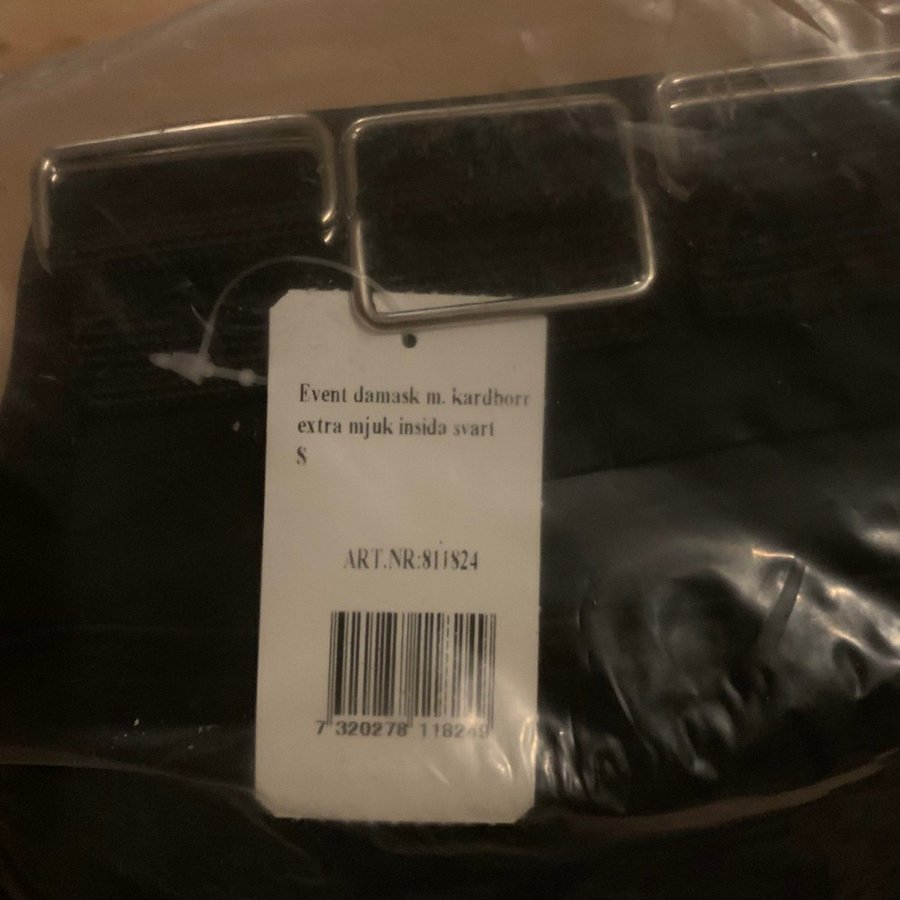 Event damask m. kardborr
extra mjuk insida svart
S
ART.NR:811824
7 320278 118249